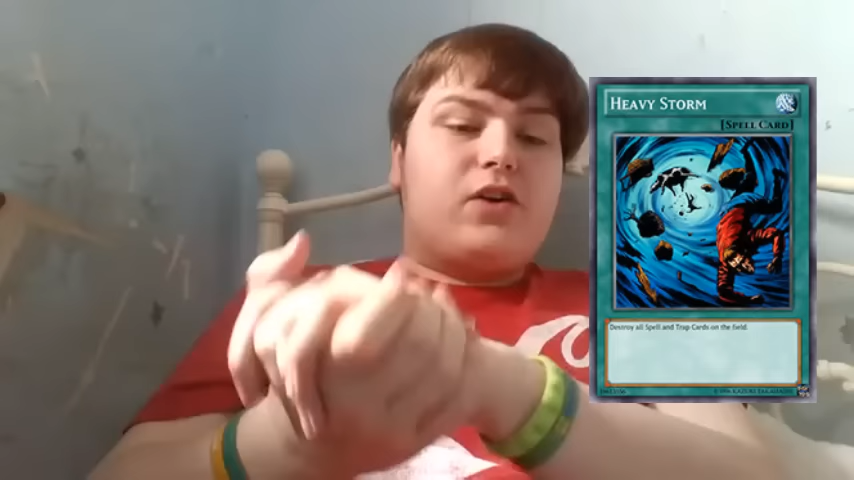 HEAVY STORM
[SPELL CARD]
Destroy all Spell and Trap Cards on the field.